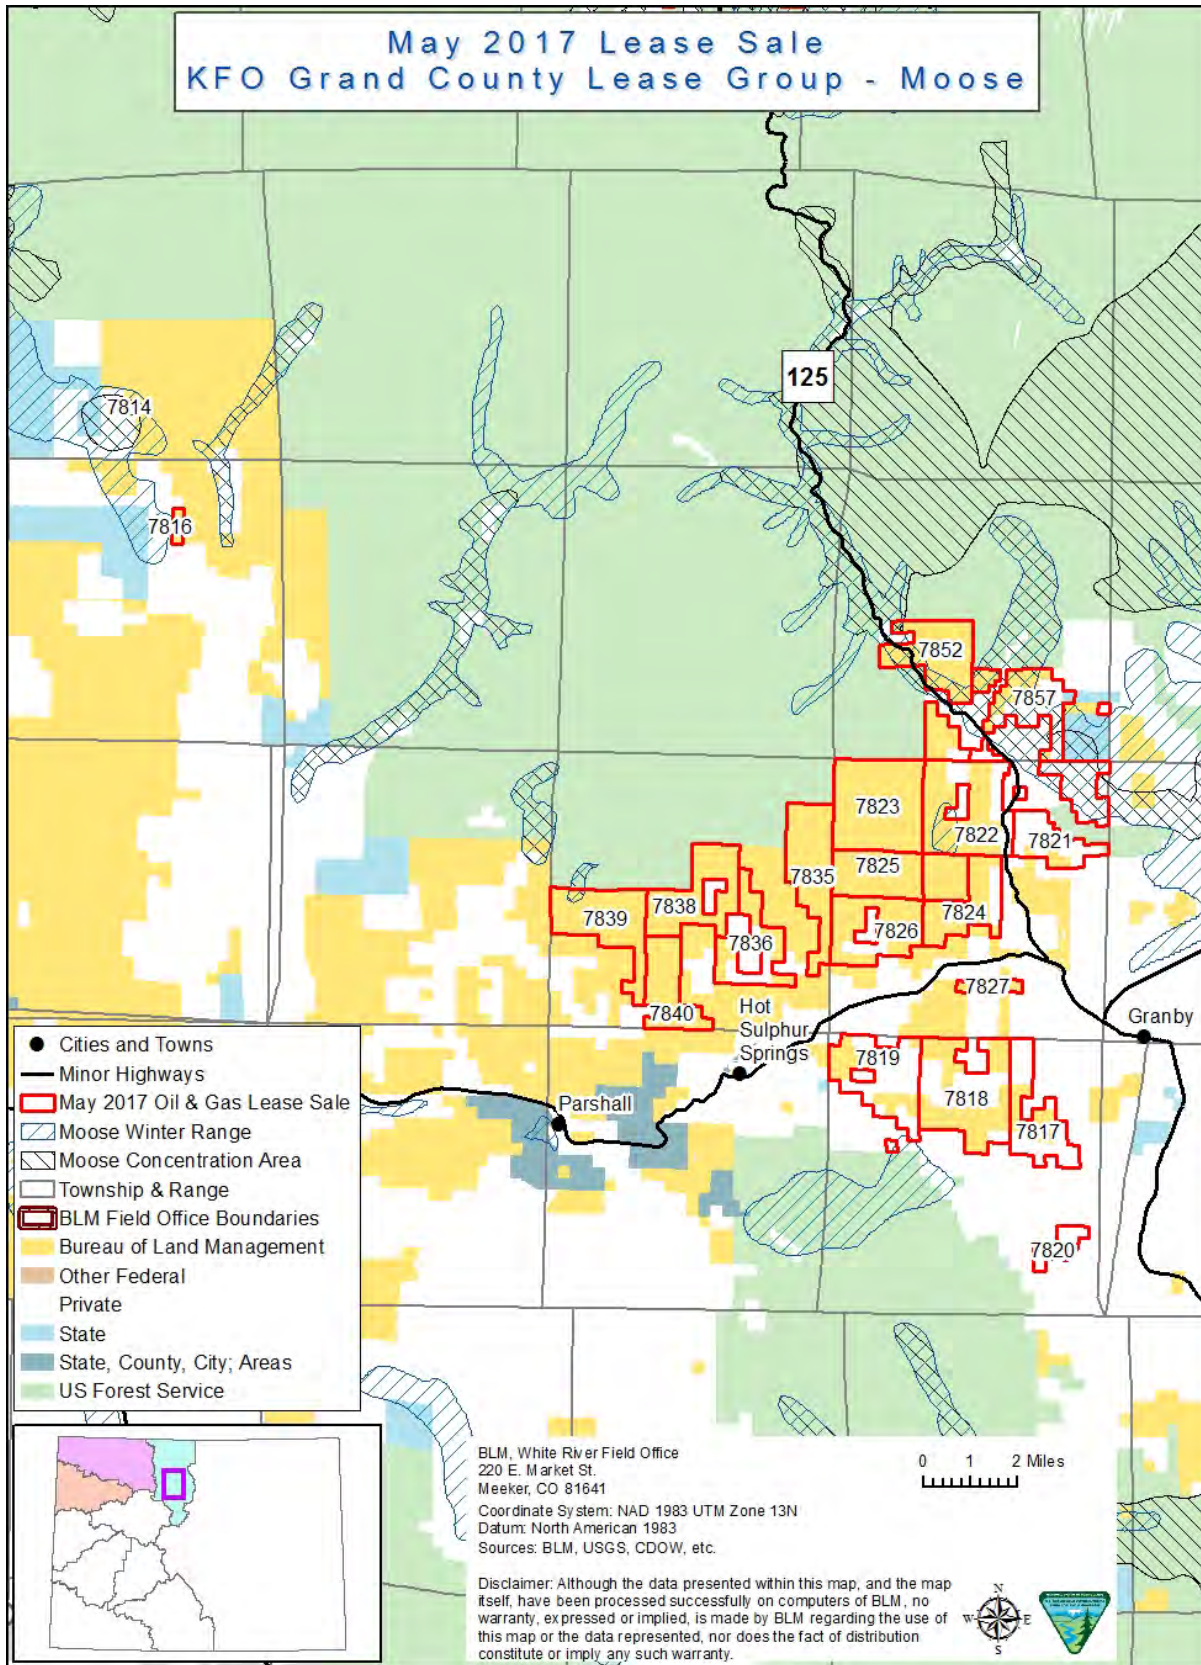 May 2017 Lease Sale
KFO Grand County Lease Group - Moose
125
7814
7816
7852
7857
7823
7822
7821
7825
7835
7838
7839
7824
7826
7836
7827
7840
Hot
Sulphur
Springs
Granby
7819
7818
Parshall
7817
7820
Cities and Towns
Minor Highways
May 2017 Oil & Gas Lease Sale
Moose Winter Range
Moose Concentration Area
Township & Range
BLM Field Office Boundaries
Bureau of Land Management
Other Federal
Private
State
State, County, City; Areas
US Forest Service
BLM, White River Field Office
220 E. Market St.
Meeker, CO 81641
Coordinate System: NAD 1983 UTM Zone 13N
Datum: North American 1983
Sources: BLM, USGS, CDOW, etc.
0 1 2 Miles
Disclaimer: Although the data presented within this map, and the map
itself, have been processed successfully on computers of BLM, no
warranty, expressed or implied, is made by BLM regarding the use of
this map or the data represented, nor does the fact of distribution
constitute or imply any such warranty.
N
W E
S